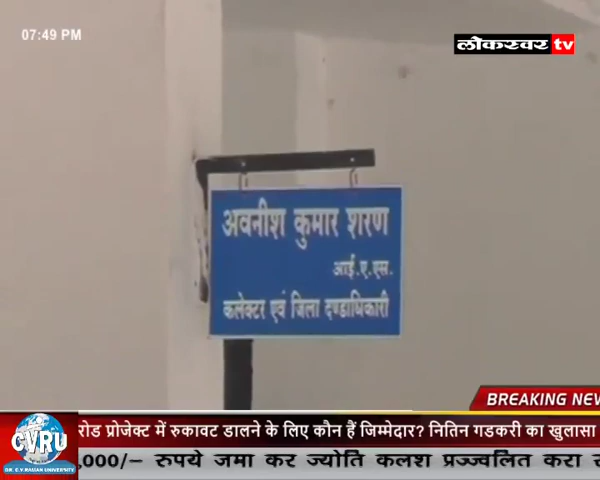 07:49 PM
लोकस्वर tv
अवनीश कुमार शरण
आई.ए.एस.
कलेक्टर एवं जिला दण्डाधिकारी
BREAKING NEW
रोड प्रोजेक्ट में रुकावट डालने के लिए कौन हैं जिम्मेदार? नितिन गडकरी का खुलासा
CVRU
DR. C.V.RAMAN UNIVERSITY
,000/– रुपये जमा कर ज्योति कलश प्रज्ज्वलित करा स